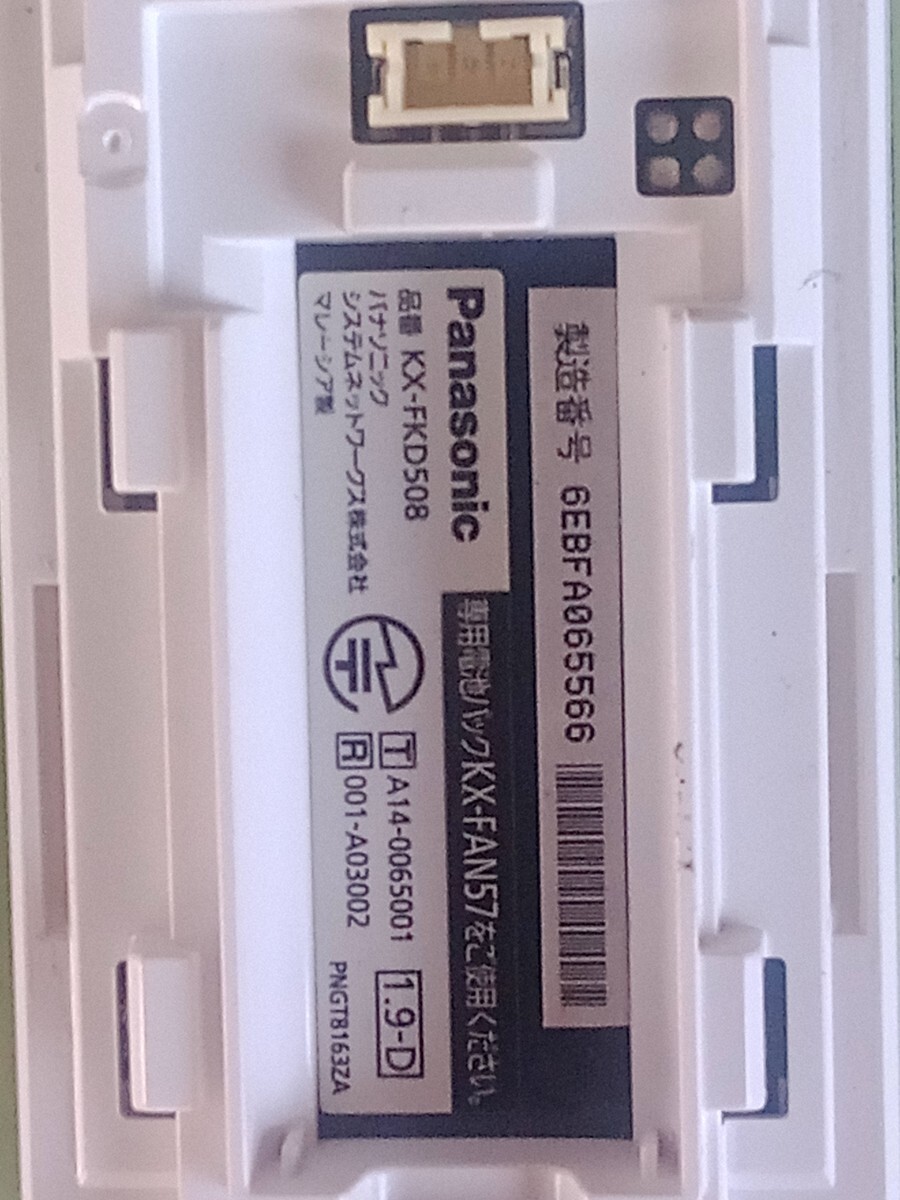 製造番号 6EBFA065566
Panasonic
専用電池パックKX-FAN57をご使用ください。
品番 KX-FKD508
パナソニック
システムネットワークス株式会社
マレーシア製
T A14-0065001
R 001-A03002
1.9-D
PNGT8163ZA